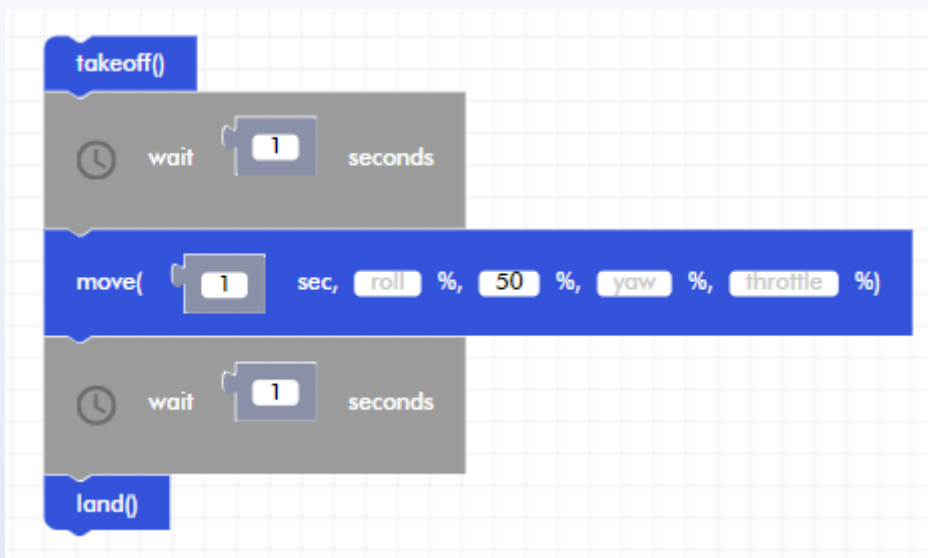 takeoff()
wait 1 seconds
move( 1 sec, roll %, 50 %, yaw %, throttle %)
wait 1 seconds
land()